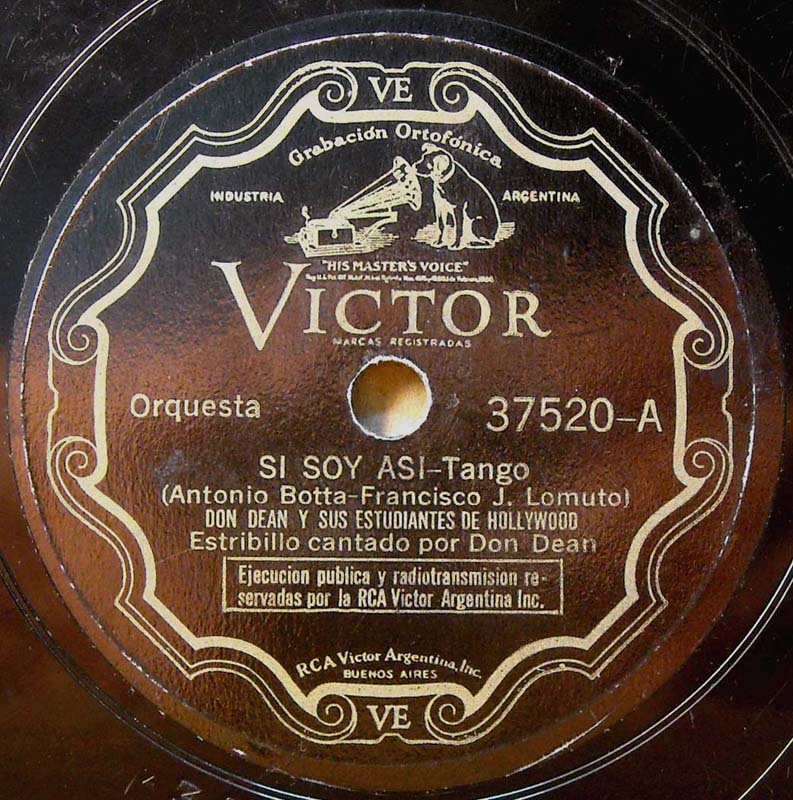 VE
Grabación Ortofónica
INDUSTRIA ARGENTINA
"HIS MASTER'S VOICE"
VICTOR
MARCAS REGISTRADAS
Orquesta 37520-A
SI SOY ASI-Tango
(Antonio Botta-Francisco J. Lomuto)
DON DEAN Y SUS ESTUDIANTES DE HOLLYWOOD
Estribillo cantado por Don Dean
Ejecucion publica y radiotransmision re-
servadas por la RCA Victor Argentina Inc.
RCA Victor Argentina, Inc.
BUENOS AIRES
VE